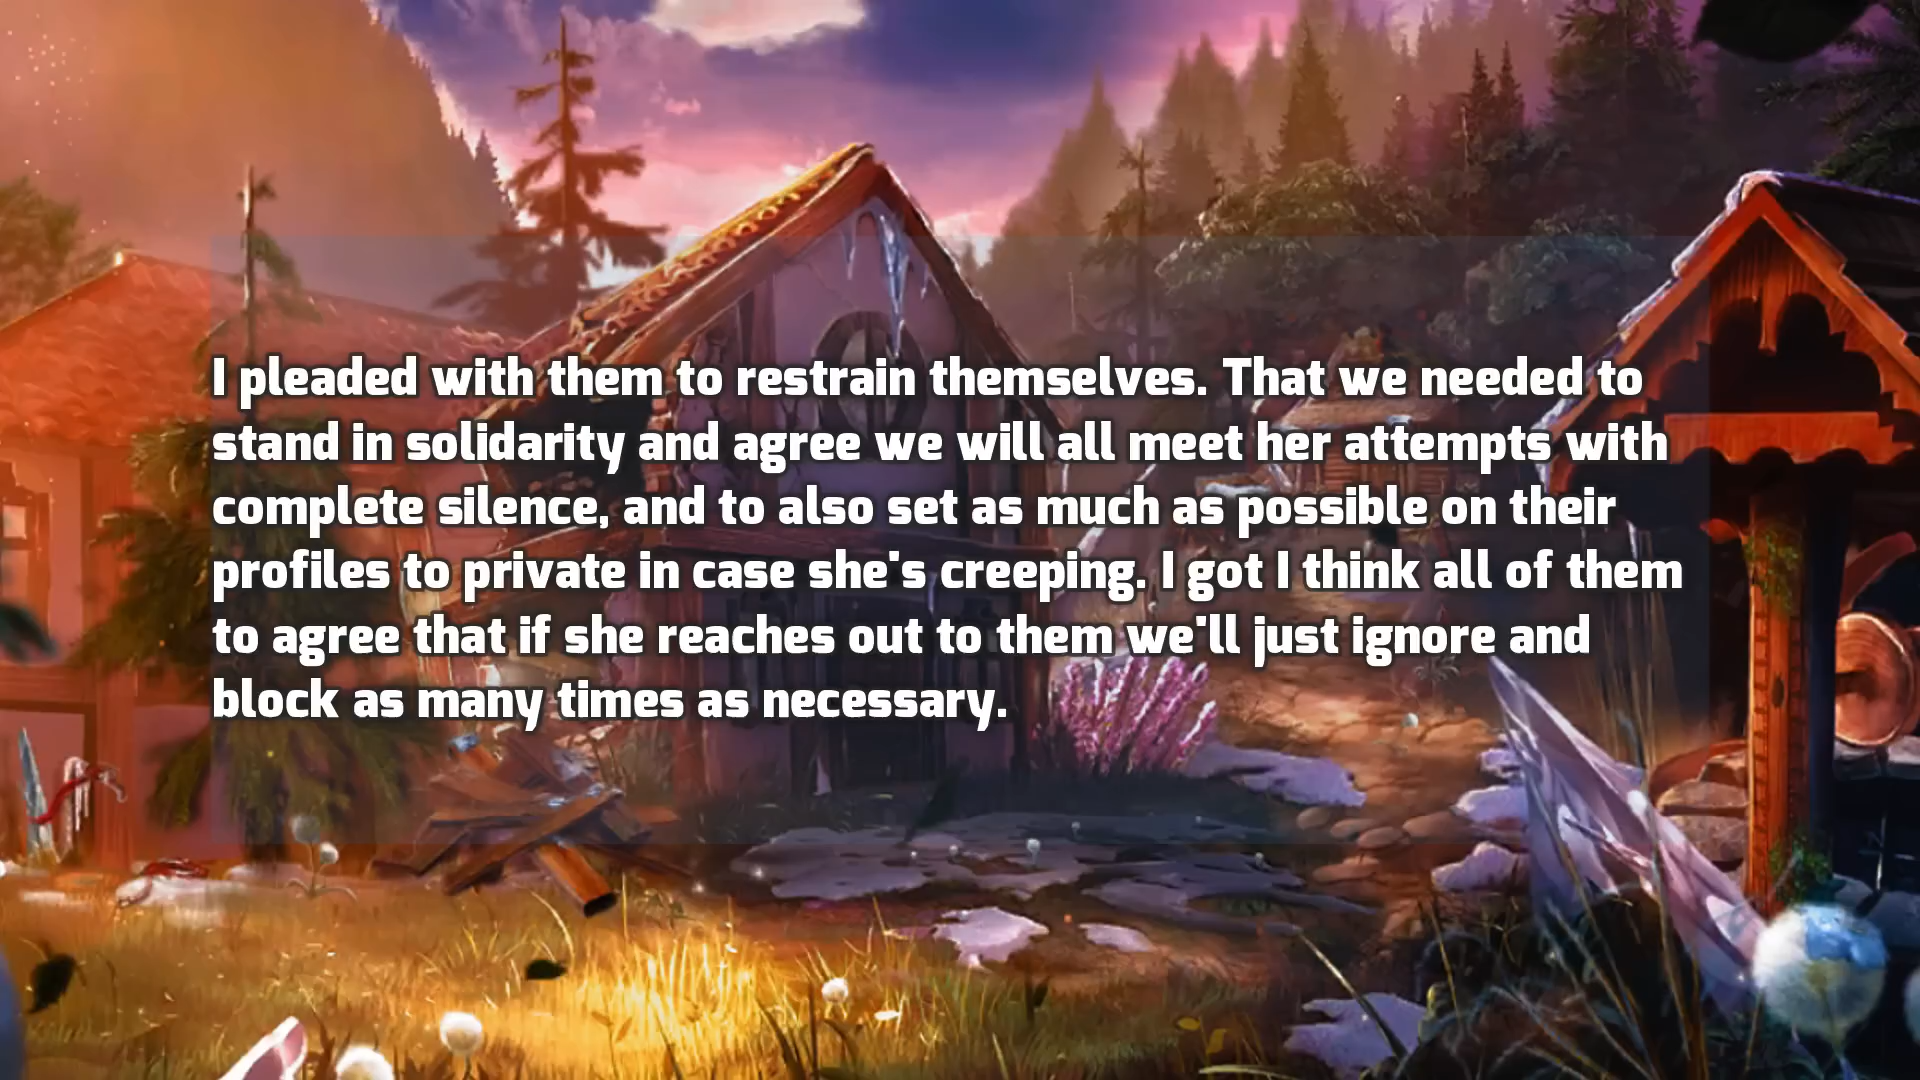 I pleaded with them to restrain themselves. That we needed to
stand in solidarity and agree we will all meet her attempts with
complete silence, and to also set as much as possible on their
profiles to private in case she's creeping. I got I think all of them
to agree that if she reaches out to them we'll just ignore and
block as many times as necessary.